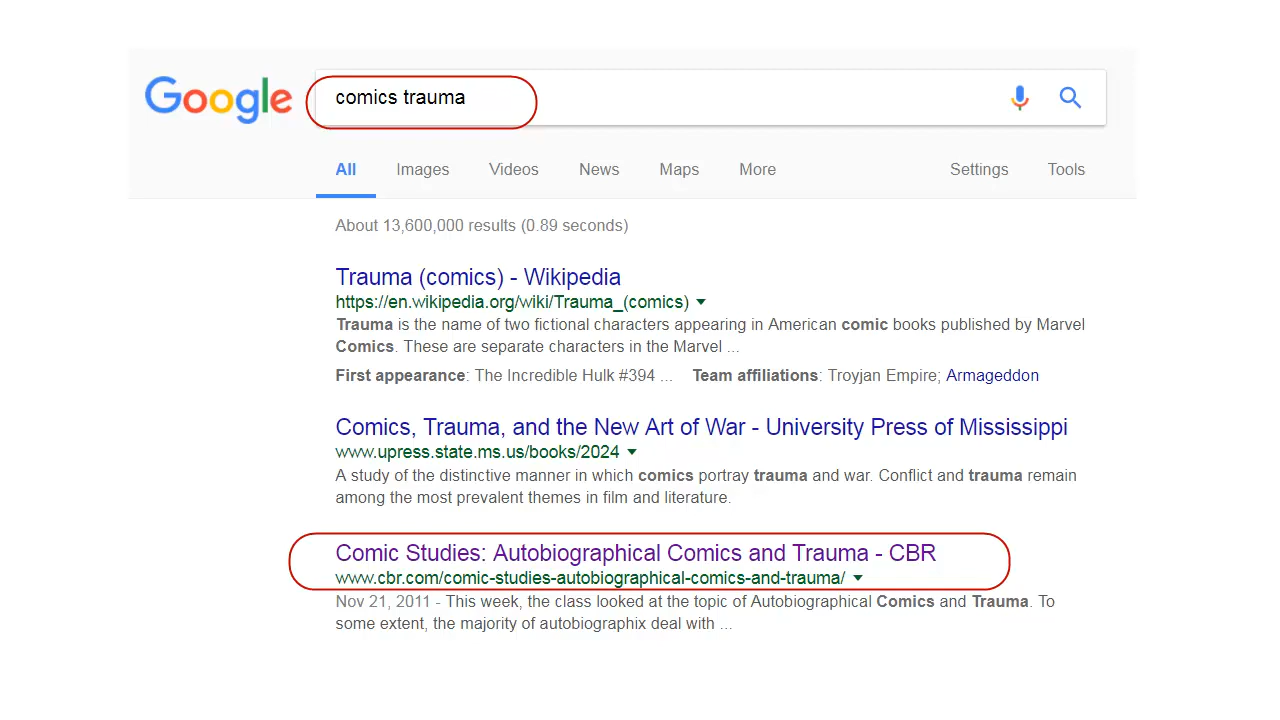 Google comics trauma
All Images Videos News Maps More Settings Tools
About 13,600,000 results (0.89 seconds)
Trauma (comics) - Wikipedia
https://en.wikipedia.org/wiki/Trauma_(comics)
Trauma is the name of two fictional characters appearing in American comic books published by Marvel
Comics. These are separate characters in the Marvel ...
First appearance: The Incredible Hulk #394 ... Team affiliations: Troyjan Empire; Armageddon
Comics, Trauma, and the New Art of War - University Press of Mississippi
www.upress.state.ms.us/books/2024
A study of the distinctive manner in which comics portray trauma and war. Conflict and trauma remain
among the most prevalent themes in film and literature.
Comic Studies: Autobiographical Comics and Trauma - CBR
www.cbr.com/comic-studies-autobiographical-comics-and-trauma/
Nov 21, 2011 - This week, the class looked at the topic of Autobiographical Comics and Trauma. To
some extent, the majority of autobiographix deal with ...